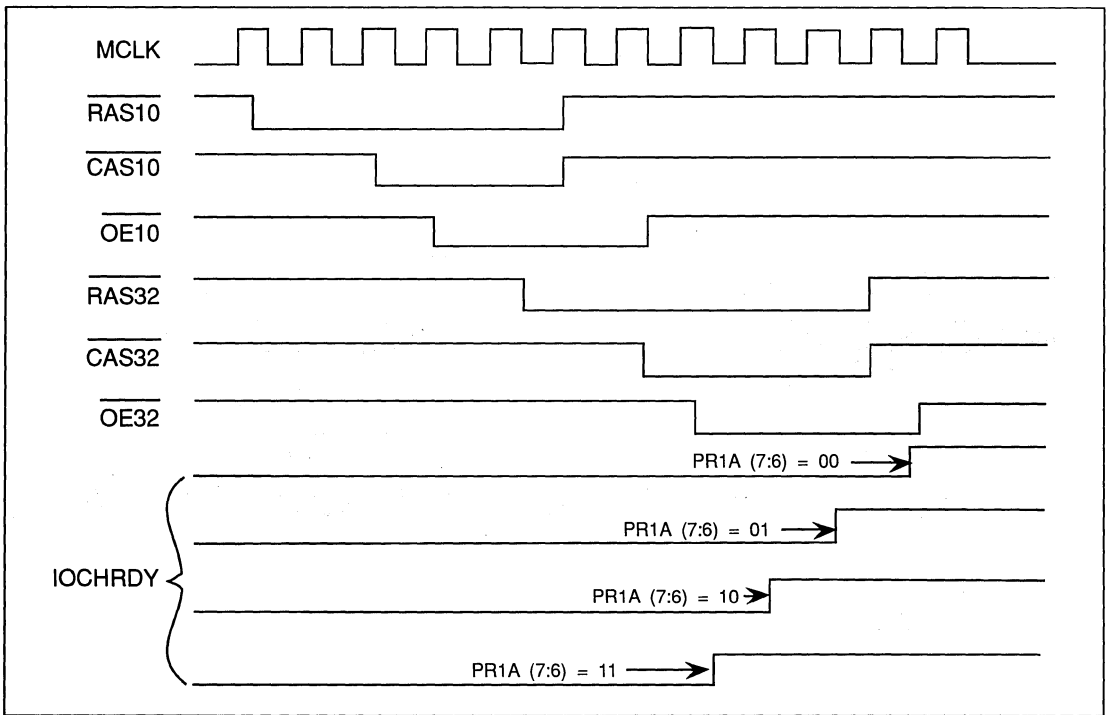 MCLK
RAS10
CAS10
OE10
RAS32
CAS32
OE32
PR1A (7:6) = 00
PR1A (7:6) = 01
IOCHRDY
PR1A (7:6) = 10
PR1A (7:6) = 11